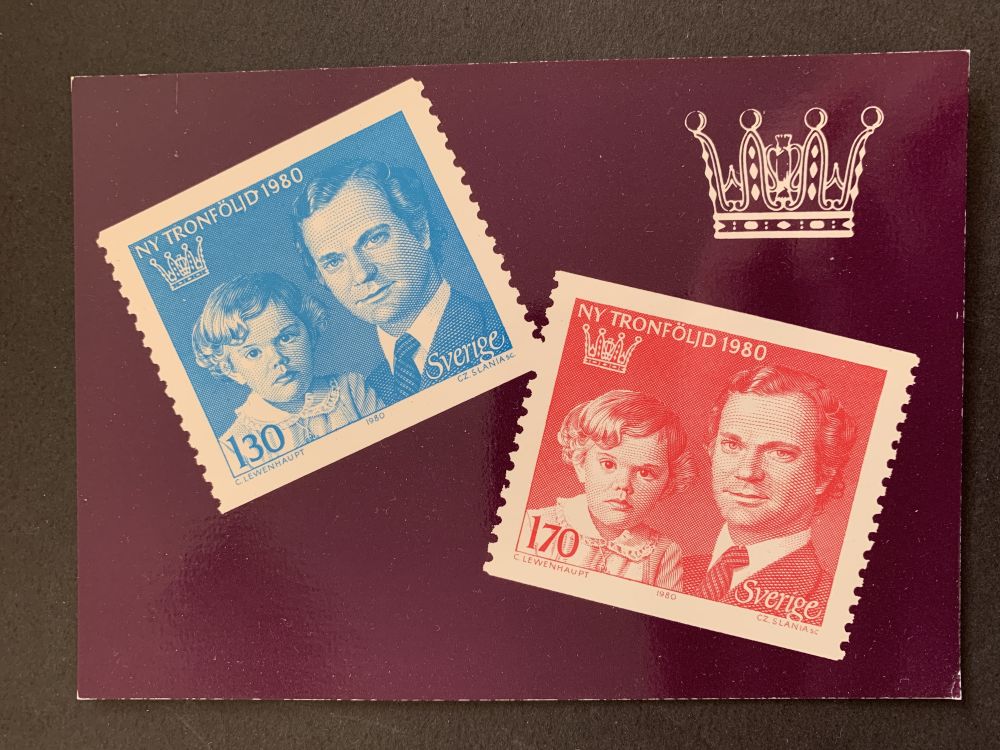 NY TRONFÖLJD 1980
130
Sverige
C. LEWENHAUPT
1980
CZ. SLANIA SC
NY TRONFÖLJD 1980
170
Sverige
C. LEWENHAUPT
1980
CZ. SLANIA SC